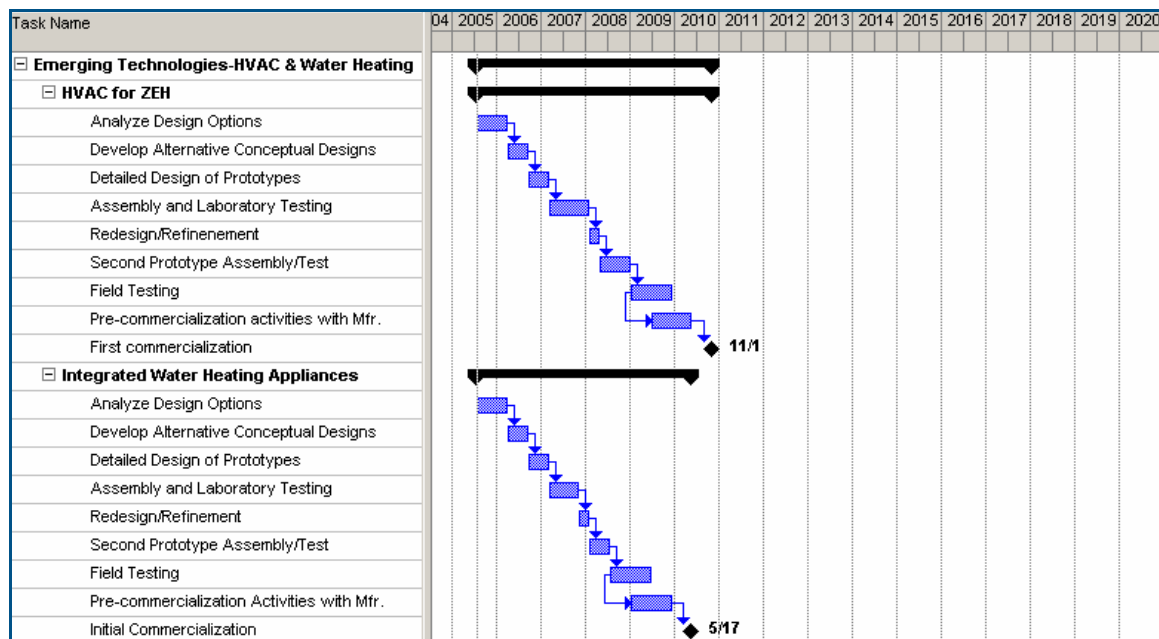 Task Name
04 2005 2006 2007 2008 2009 2010 2011 2012 2013 2014 2015 2016 2017 2018 2019 2020
Emerging Technologies-HVAC & Water Heating
HVAC for ZEH
Analyze Design Options
Develop Alternative Conceptual Designs
Detailed Design of Prototypes
Assembly and Laboratory Testing
Redesign/Refinenement
Second Prototype Assembly/Test
Field Testing
Pre-commercialization activities with Mfr.
First commercialization 11/1
Integrated Water Heating Appliances
Analyze Design Options
Develop Alternative Conceptual Designs
Detailed Design of Prototypes
Assembly and Laboratory Testing
Redesign/Refinement
Second Prototype Assembly/Test
Field Testing
Pre-commercialization Activities with Mfr.
Initial Commercialization 5/17